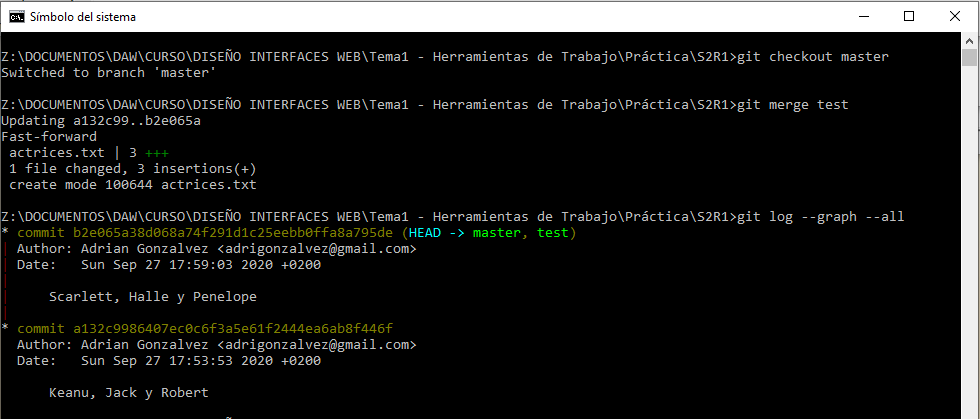 Símbolo del sistema
Z:\DOCUMENTOS\DAW\CURSO\DISEÑO INTERFACES WEB\Tema1 - Herramientas de Trabajo\Práctica\S2R1>git checkout master
Switched to branch 'master'
Z:\DOCUMENTOS\DAW\CURSO\DISEÑO INTERFACES WEB\Tema1 - Herramientas de Trabajo\Práctica\S2R1>git merge test
Updating a132c99..b2e065a
Fast-forward
 actrices.txt | 3 +++
 1 file changed, 3 insertions(+)
 create mode 100644 actrices.txt
Z:\DOCUMENTOS\DAW\CURSO\DISEÑO INTERFACES WEB\Tema1 - Herramientas de Trabajo\Práctica\S2R1>git log --graph --all
* commit b2e065a38d068a74f291d1c25eebb0ffa8a795de (HEAD -> master, test)
| Author: Adrian Gonzalvez <adrigonzalvez@gmail.com>
| Date:   Sun Sep 27 17:59:03 2020 +0200
|
|     Scarlett, Halle y Penelope
|
* commit a132c9986407ec0c6f3a5e61f2444ea6ab8f446f
  Author: Adrian Gonzalvez <adrigonzalvez@gmail.com>
  Date:   Sun Sep 27 17:53:53 2020 +0200
      Keanu, Jack y Robert